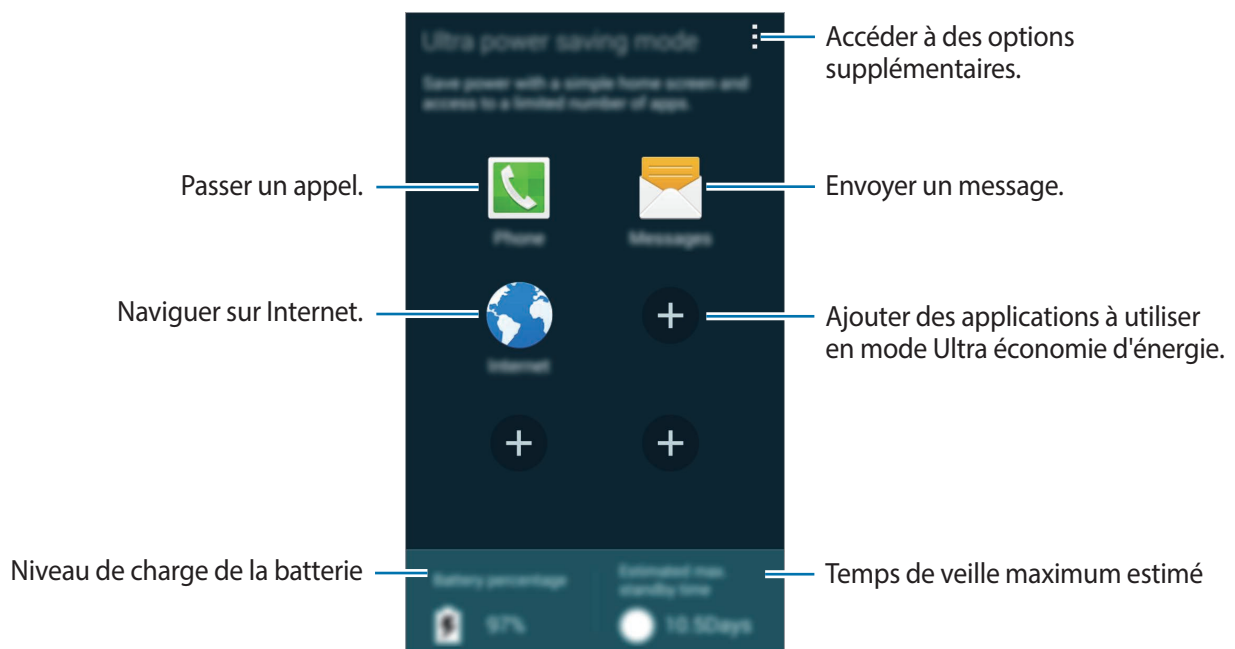 Ultra power saving mode
Save power with a simple home screen and
access to a limited number of apps.
Accéder à des options
supplémentaires.
Passer un appel.
Envoyer un message.
Phone
Messages
Naviguer sur Internet.
Ajouter des applications à utiliser
en mode Ultra économie d'énergie.
Internet
Niveau de charge de la batterie
Battery percentage
Estimated max.
standby time
Temps de veille maximum estimé
97%
10.5Days